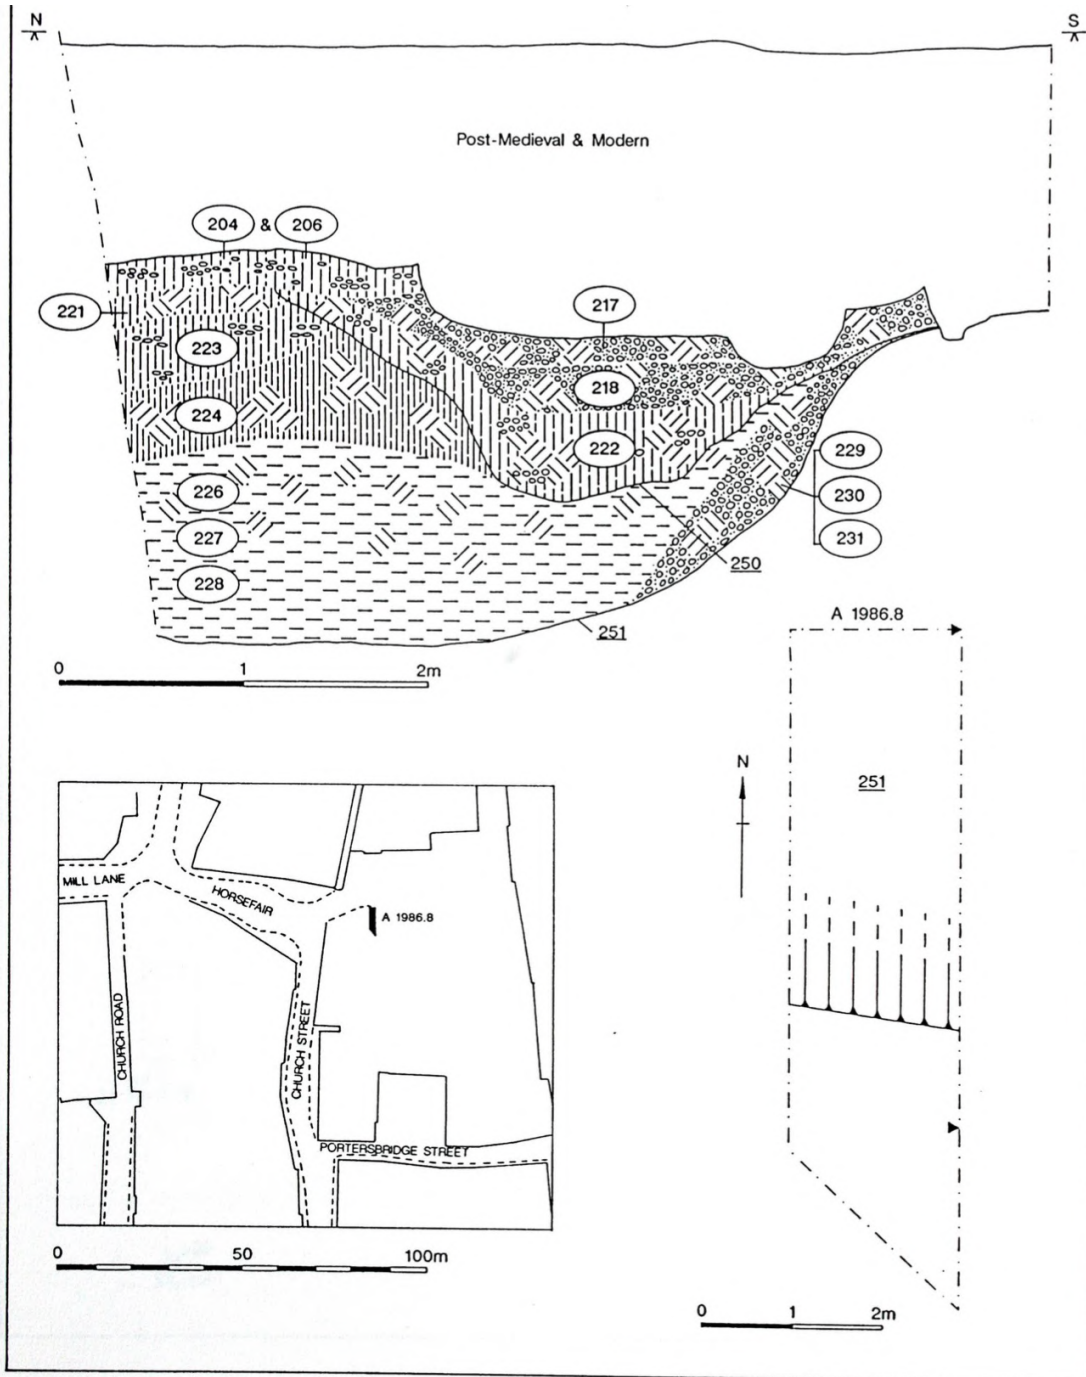 N S
Post-Medieval & Modern
204 & 206
221
217
223
218
224
222
229
226
230
227
231
250
228
251
A 1986.8
0 1 2m
N
251
MILL LANE
HORSEFAIR
A 1986.8
CHURCH ROAD
CHURCH STREET
PORTERSBRIDGE STREET
0 50 100m
0 1 2m